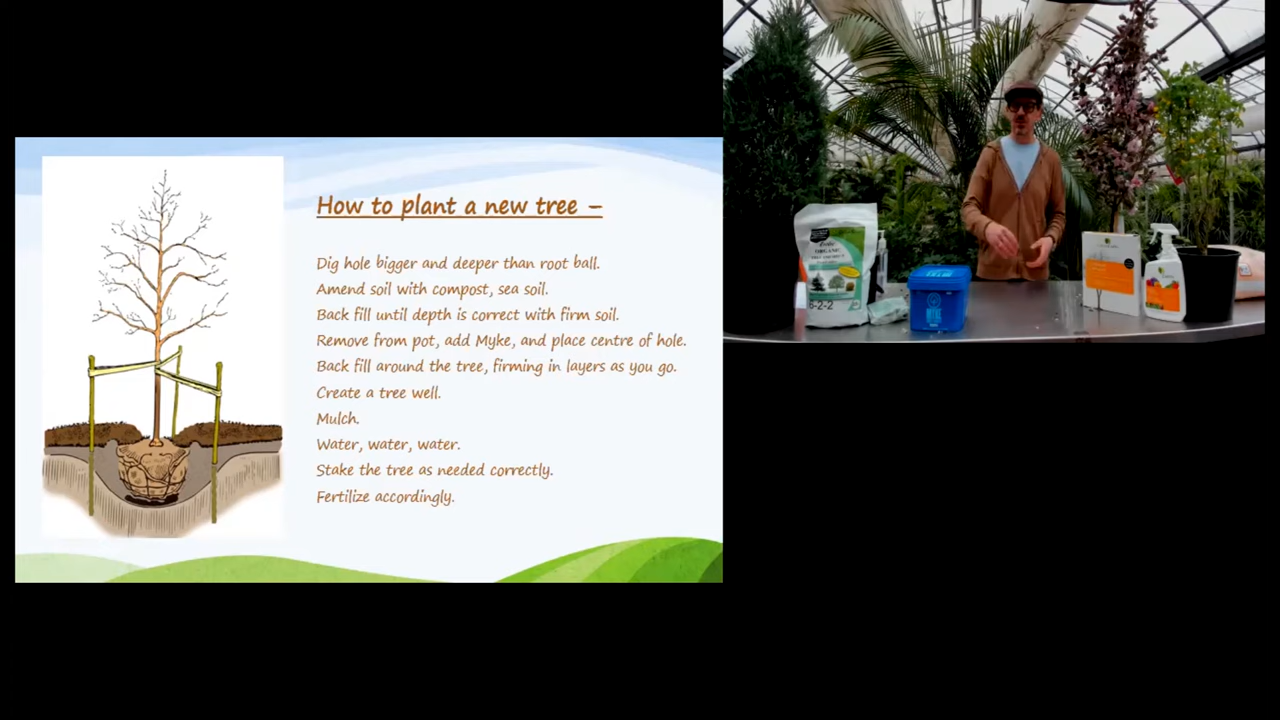 How to plant a new tree –
Dig hole bigger and deeper than root ball.
Amend soil with compost, sea soil.
Back fill until depth is correct with firm soil.
Remove from pot, add Myke, and place centre of hole.
Back fill around the tree, firming in layers as you go.
Create a tree well.
Mulch.
Water, water, water.
Stake the tree as needed correctly.
Fertilize accordingly.
ORGANIC
6-2-2
MYKE